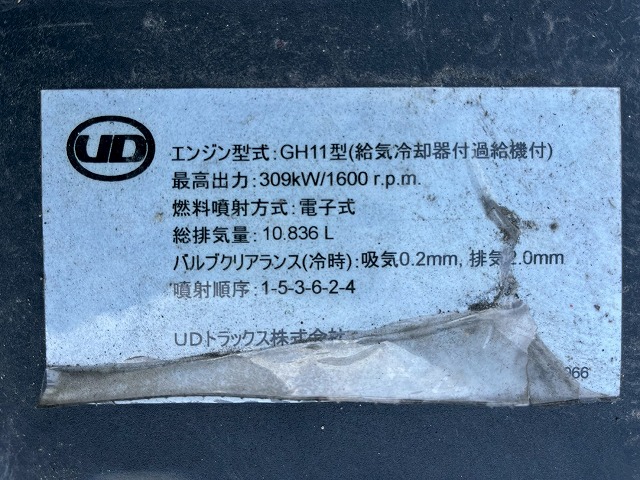 UD
エンジン型式:GH11型(給気冷却器付過給機付)
最高出力:309kW/1600 r.p.m.
燃料噴射方式:電子式
総排気量:10.836 L
バルブクリアランス(冷時):吸気0.2mm, 排気2.0mm
噴射順序:1-5-3-6-2-4
UDトラックス株式会社
066